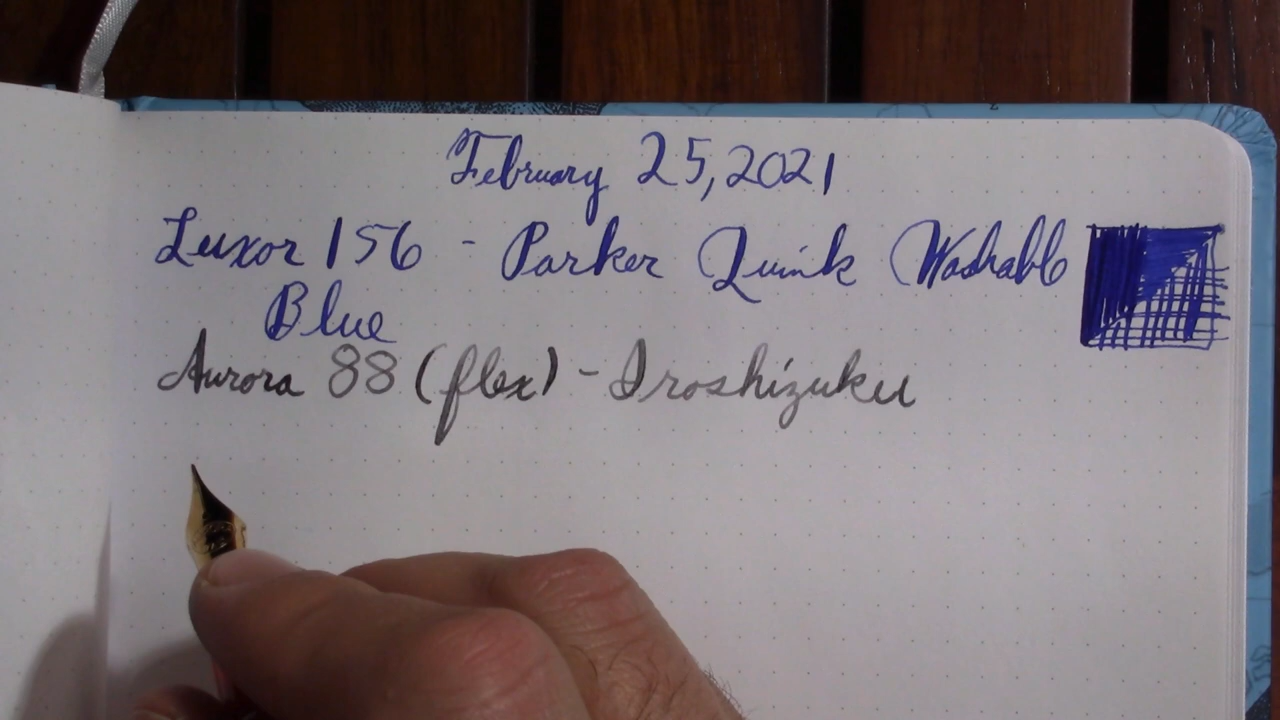 February 25, 2021
Luxor 156 - Parker Quink Washable
Blue
Aurora 88 (flex) - Iroshizuku